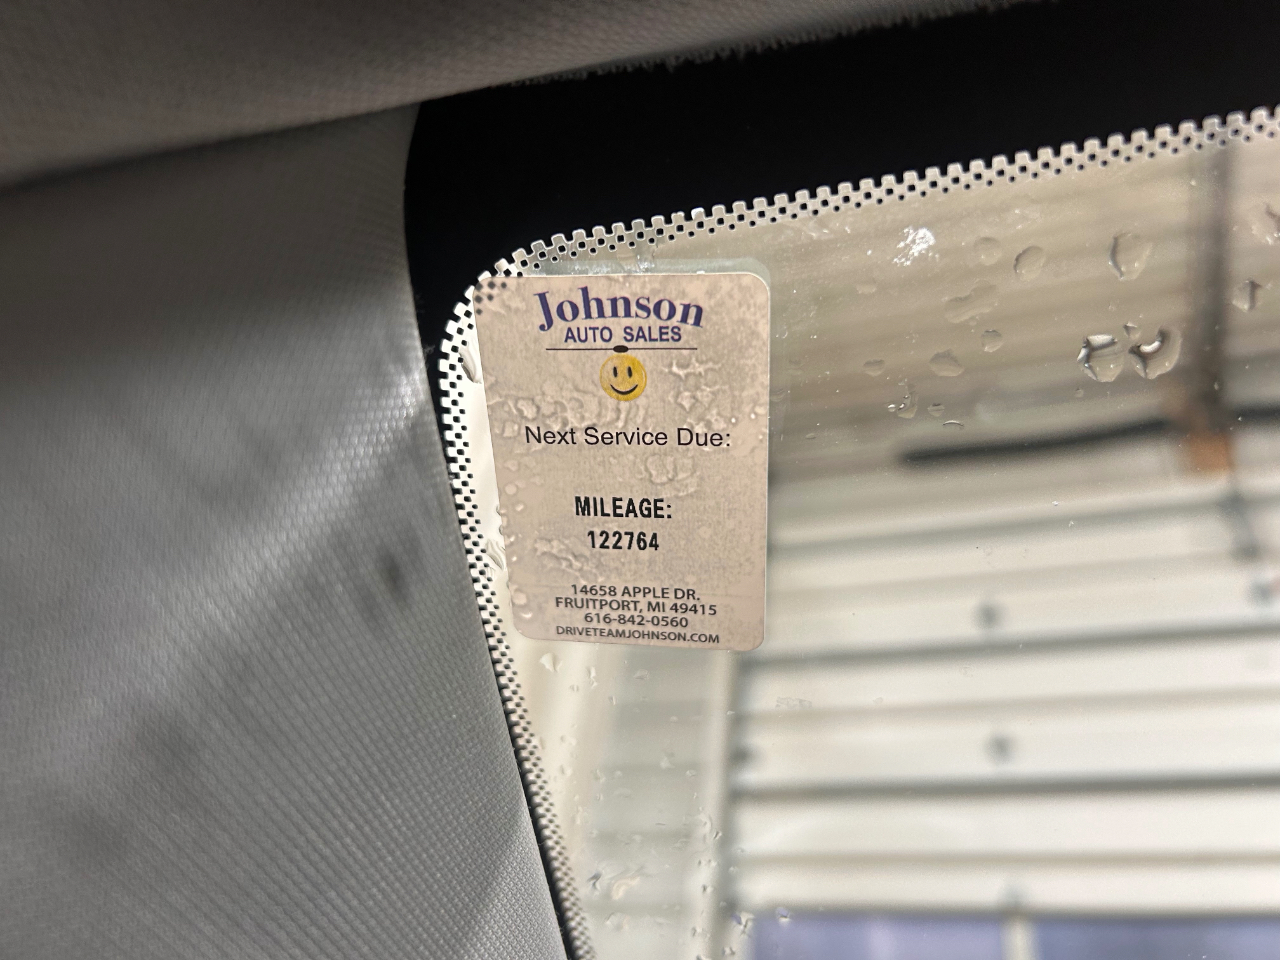 Johnson
AUTO SALES
Next Service Due:
MILEAGE:
122764
14658 APPLE DR.
FRUITPORT, MI 49415
616-842-0560
DRIVETEAMJOHNSON.COM